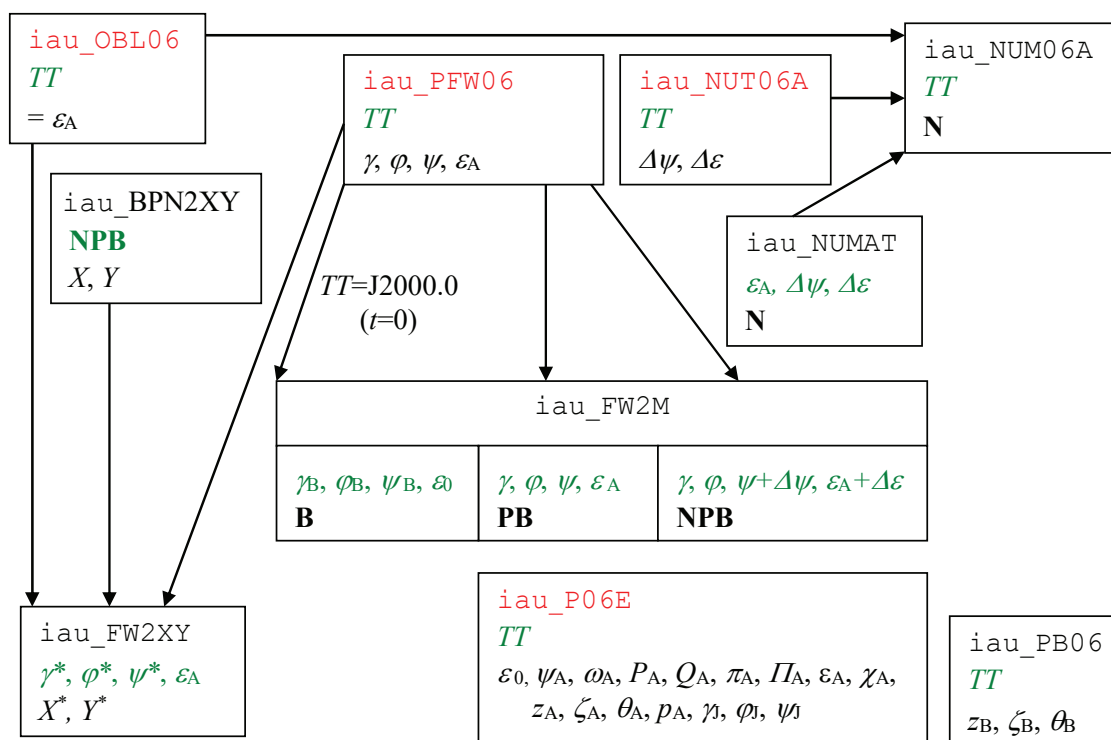 iau_OBL06
TT
= εA
iau_PFW06
TT
γ, φ, ψ, εA
iau_NUT06A
TT
Δψ, Δε
iau_NUM06A
TT
N
iau_BPN2XY
NPB
X, Y
iau_NUMAT
εA, Δψ, Δε
N
TT=J2000.0
(t=0)
iau_FW2M
γB, φB, ψB, ε0
B
γ, φ, ψ, εA
PB
γ, φ, ψ+Δψ, εA+Δε
NPB
iau_FW2XY
γ*, φ*, ψ*, εA
X*, Y*
iau_P06E
TT
ε0, ψA, ωA, PA, QA, πA, ΠA, εA, χA,
zA, ζA, θA, pA, γJ, φJ, ψJ
iau_PB06
TT
zB, ζB, θB